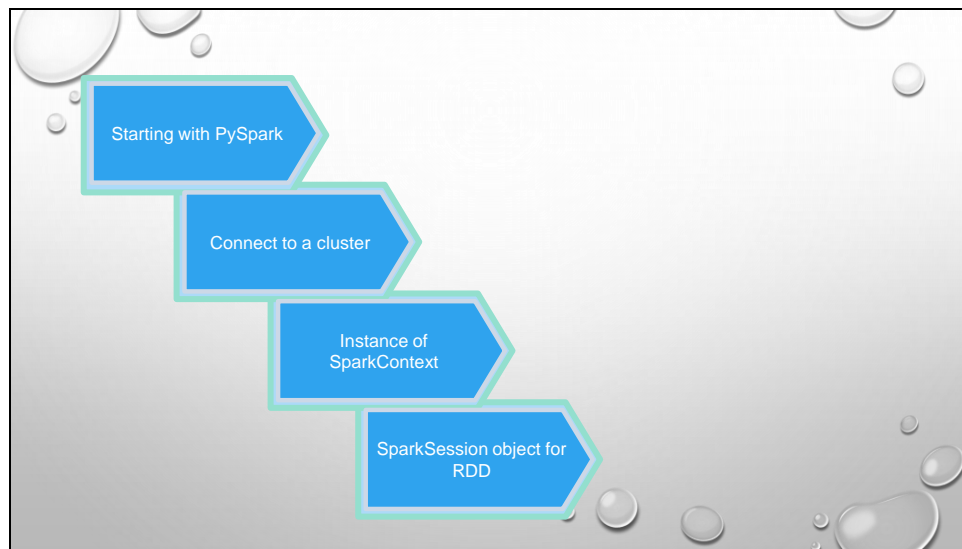 Starting with PySpark
Connect to a cluster
Instance of
SparkContext
SparkSession object for
RDD